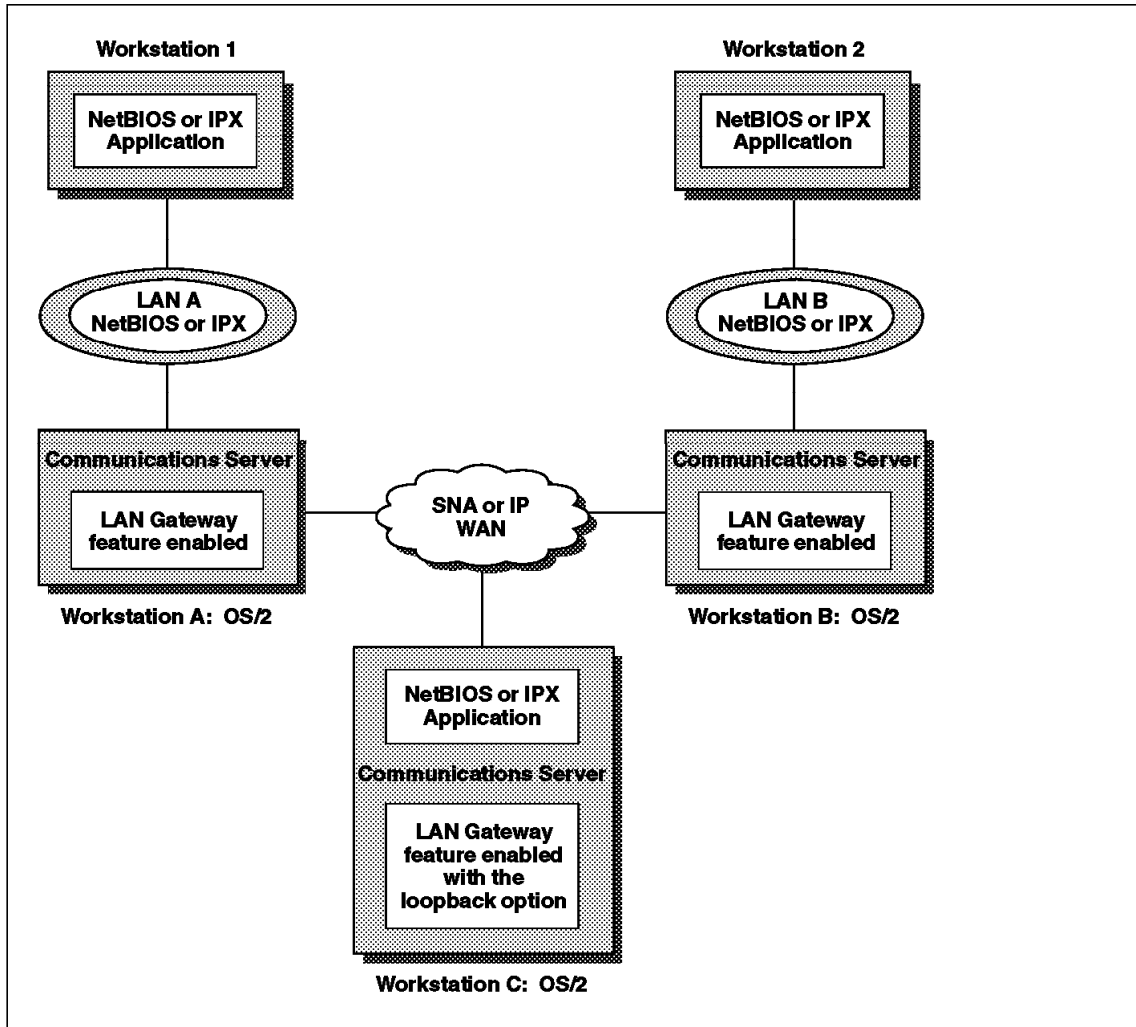 Workstation 1
NetBIOS or IPX
Application
LAN A
NetBIOS or IPX
Communications Server
LAN Gateway
feature enabled
Workstation A: OS/2
Workstation 2
NetBIOS or IPX
Application
LAN B
NetBIOS or IPX
Communications Server
LAN Gateway
feature enabled
Workstation B: OS/2
SNA or IP
WAN
NetBIOS or IPX
Application
Communications Server
LAN Gateway
feature enabled
with the
loopback option
Workstation C: OS/2